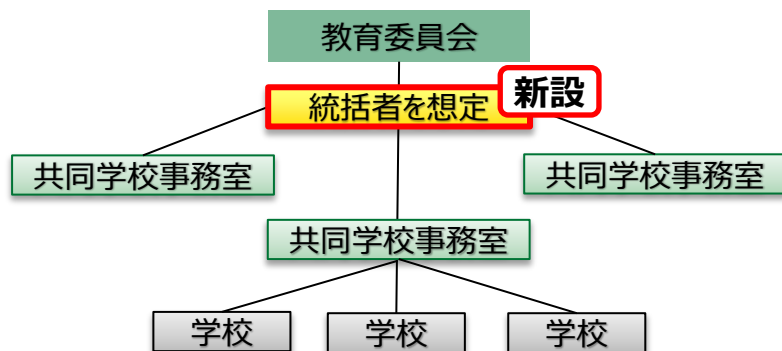 教育委員会
統括者を想定
新設
共同学校事務室
共同学校事務室
共同学校事務室
学校
学校
学校